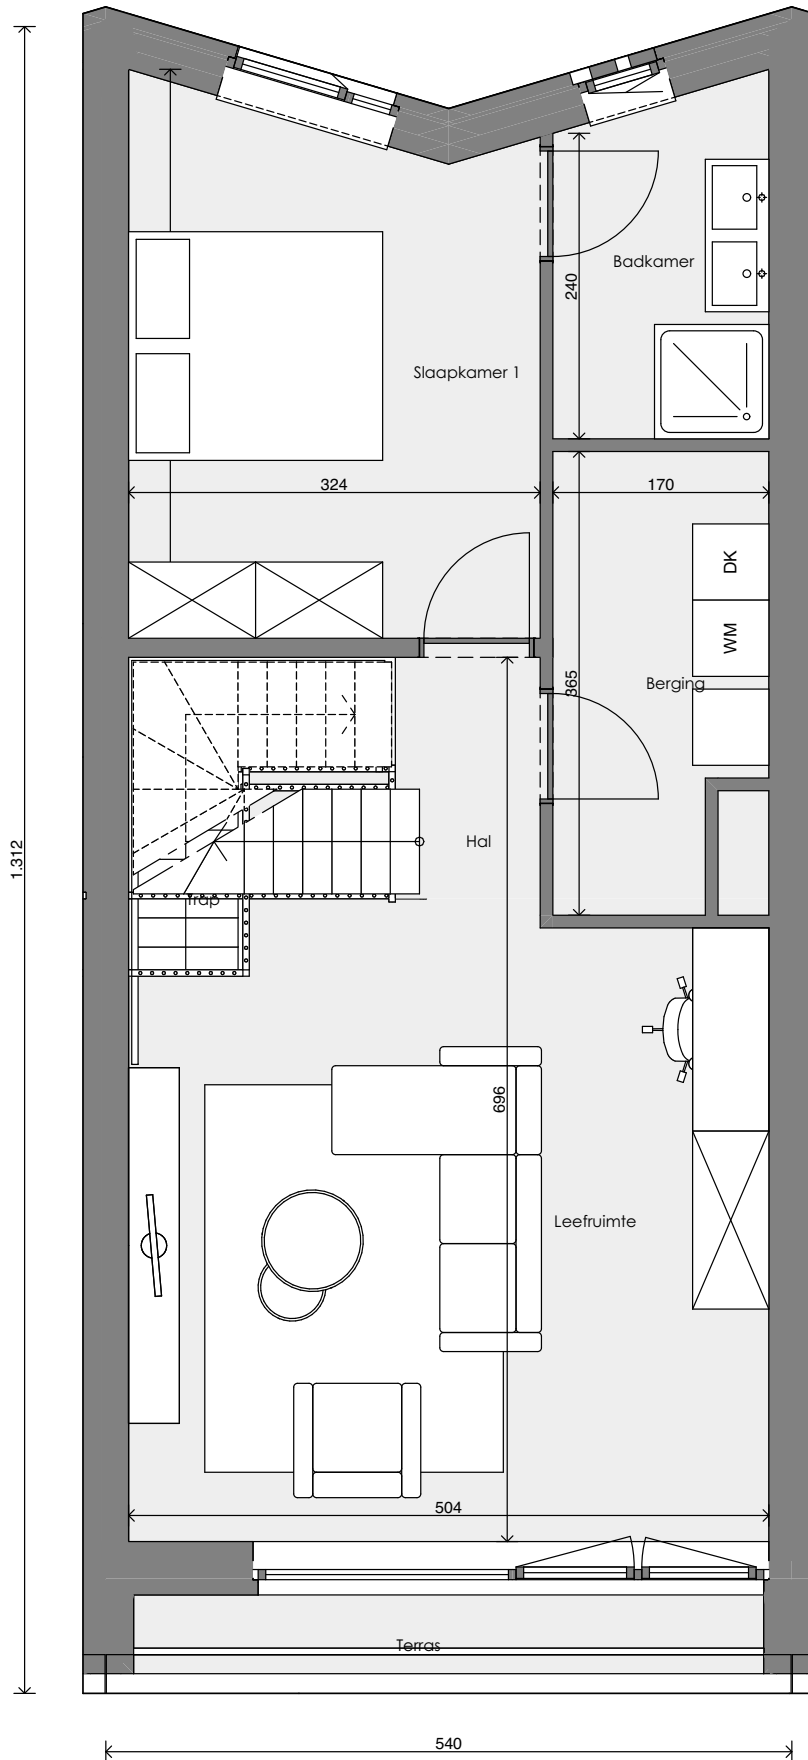 Badkamer
240
Slaapkamer 1
324
170
DK
WM
365
Berging
Hal
1.312
Trap
696
Leefruimte
504
Terras
540